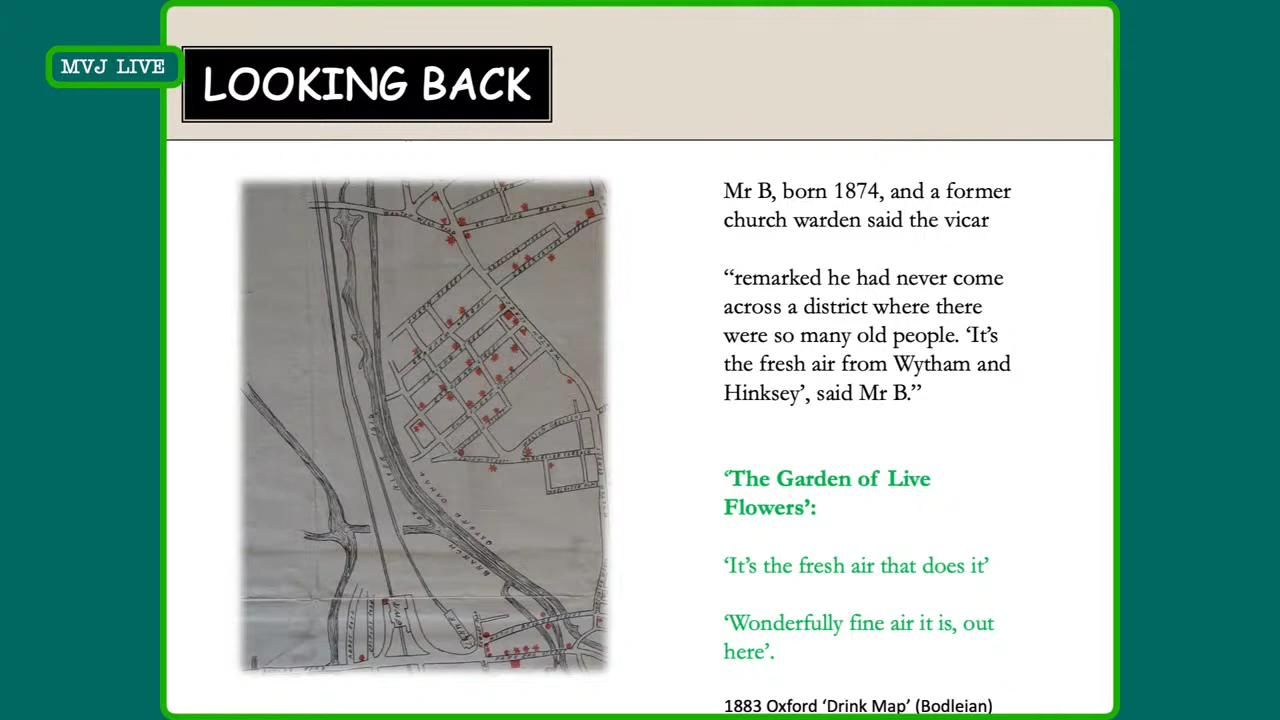 MVJ LIVE
LOOKING BACK
Mr B, born 1874, and a former
church warden said the vicar
“remarked he had never come
across a district where there
were so many old people. ‘It’s
the fresh air from Wytham and
Hinksey’, said Mr B.”
‘The Garden of Live
Flowers’:
‘It’s the fresh air that does it’
‘Wonderfully fine air it is, out
here’.
1883 Oxford ‘Drink Map’ (Bodleian)